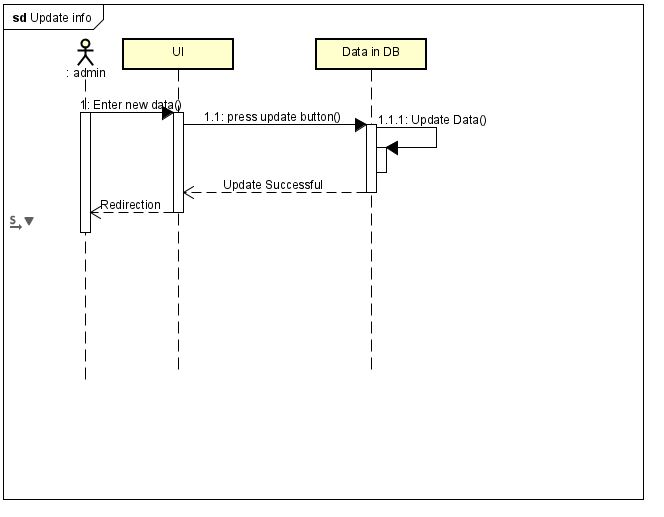 sd Update info
: admin
UI
Data in DB
1: Enter new data()
1.1: press update button()
1.1.1: Update Data()
Update Successful
Redirection
S